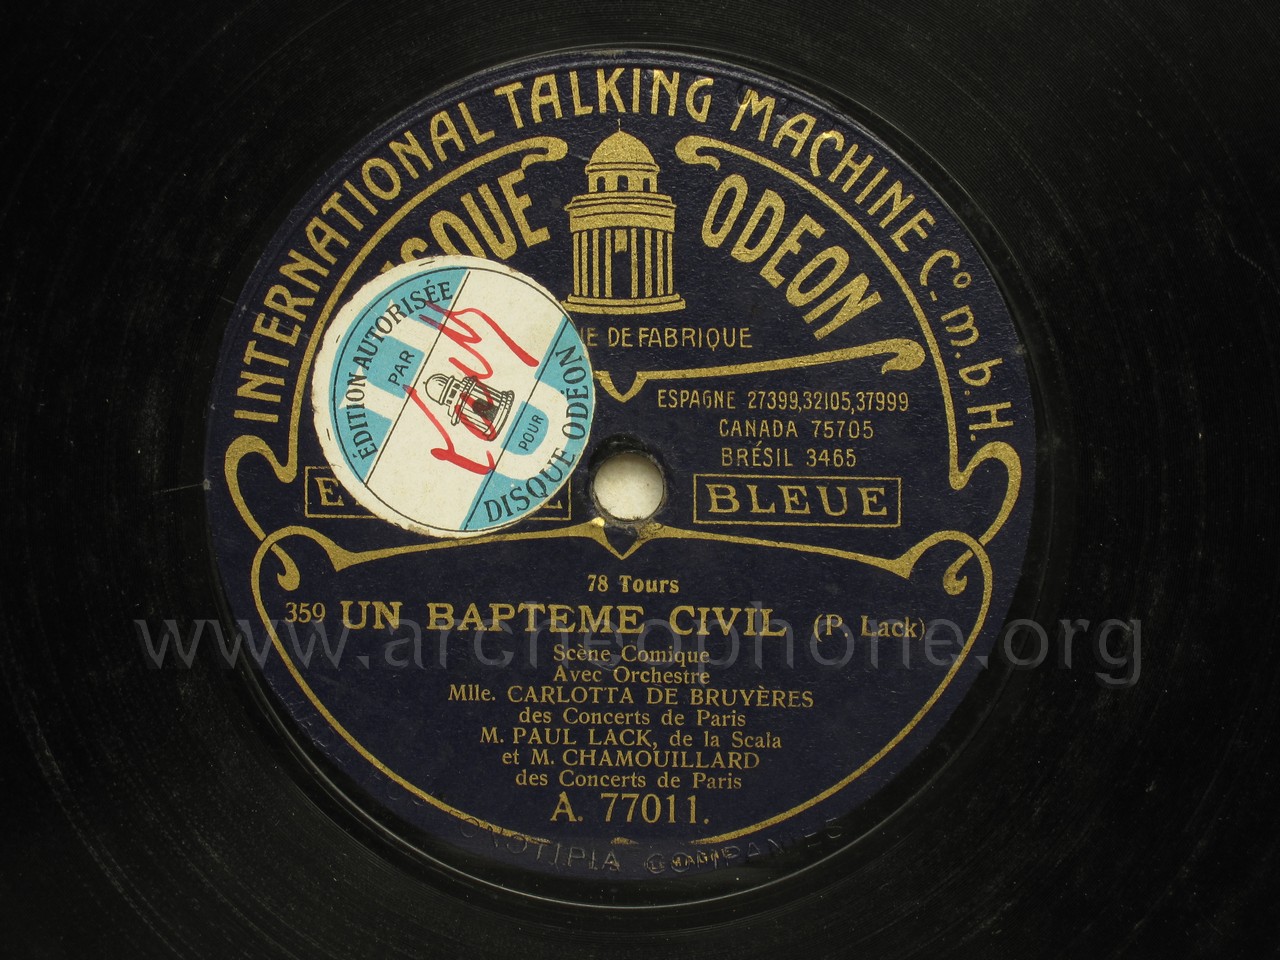 INTERNATIONAL TALKING MACHINE Co. m.b.H.
ODEON
DE FABRIQUE
ÉDITION AUTORISÉE
PAR
POUR
DISQUE ODÉON
ESPAGNE 27399,32105,37999
CANADA 75705
BRÉSIL 3465
BLEUE
78 Tours
359 UN BAPTEME CIVIL (P. Lack)
www.archeophone.org
Scène Comique
Avec Orchestre
Mlle. CARLOTTA DE BRUYÈRES
des Concerts de Paris
M. PAUL LACK, de la Scala
et M. CHAMOUILLARD
des Concerts de Paris
A. 77011.
COMPANIES